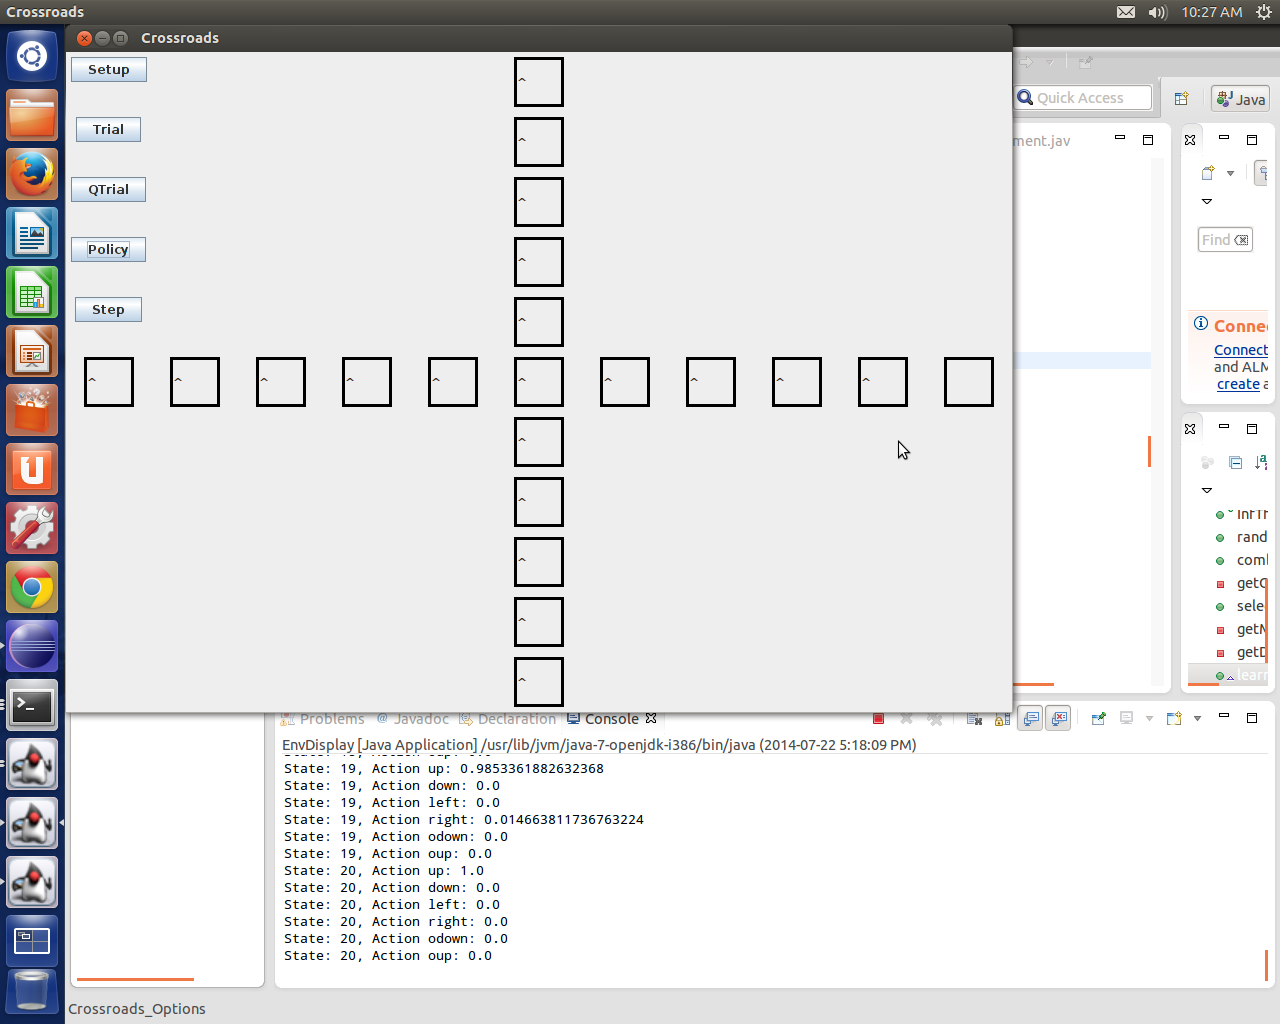 Crossroads
10:27 AM
Crossroads
Setup
Trial
QTrial
Policy
Step
^
^
^
^
^
^ ^ ^ ^ ^ ^ ^ ^ ^ ^
^
^
^
^
^
Quick Access
Java
ment.jav
Find
Connec
Connect
and ALM
create a
rand
coml
getC
sele
getM
getD
learn
Problems @ Javadoc Declaration Console
EnvDisplay [Java Application] /usr/lib/jvm/java-7-openjdk-i386/bin/java (2014-07-22 5:18:09 PM)
State: 19, Action up: 0.9853361882632368
State: 19, Action down: 0.0
State: 19, Action left: 0.0
State: 19, Action right: 0.014663811736763224
State: 19, Action odown: 0.0
State: 19, Action oup: 0.0
State: 20, Action up: 1.0
State: 20, Action down: 0.0
State: 20, Action left: 0.0
State: 20, Action right: 0.0
State: 20, Action odown: 0.0
State: 20, Action oup: 0.0
Crossroads_Options